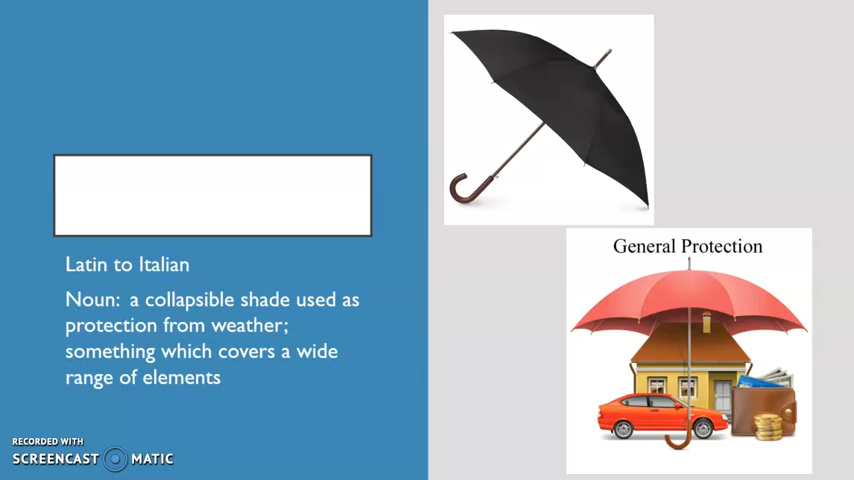 Latin to Italian
Noun:  a collapsible shade used as
protection from weather;
something which covers a wide
range of elements
General Protection
RECORDED WITH
SCREENCAST MATIC